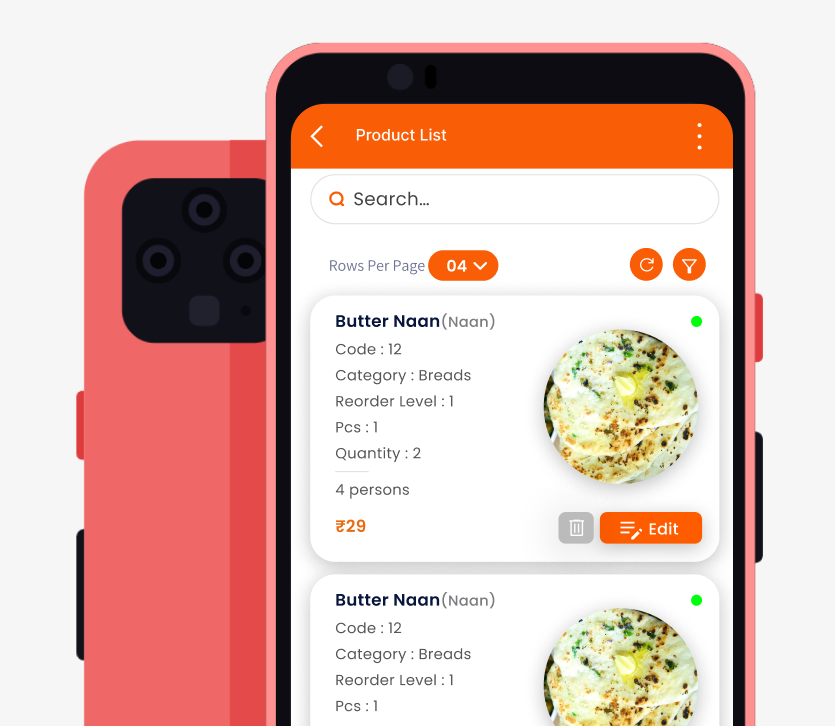 Product List
Search...
Rows Per Page 04
Butter Naan(Naan)
Code : 12
Category : Breads
Reorder Level : 1
Pcs : 1
Quantity : 2
4 persons
₹29
Edit
Butter Naan(Naan)
Code : 12
Category : Breads
Reorder Level : 1
Pcs : 1